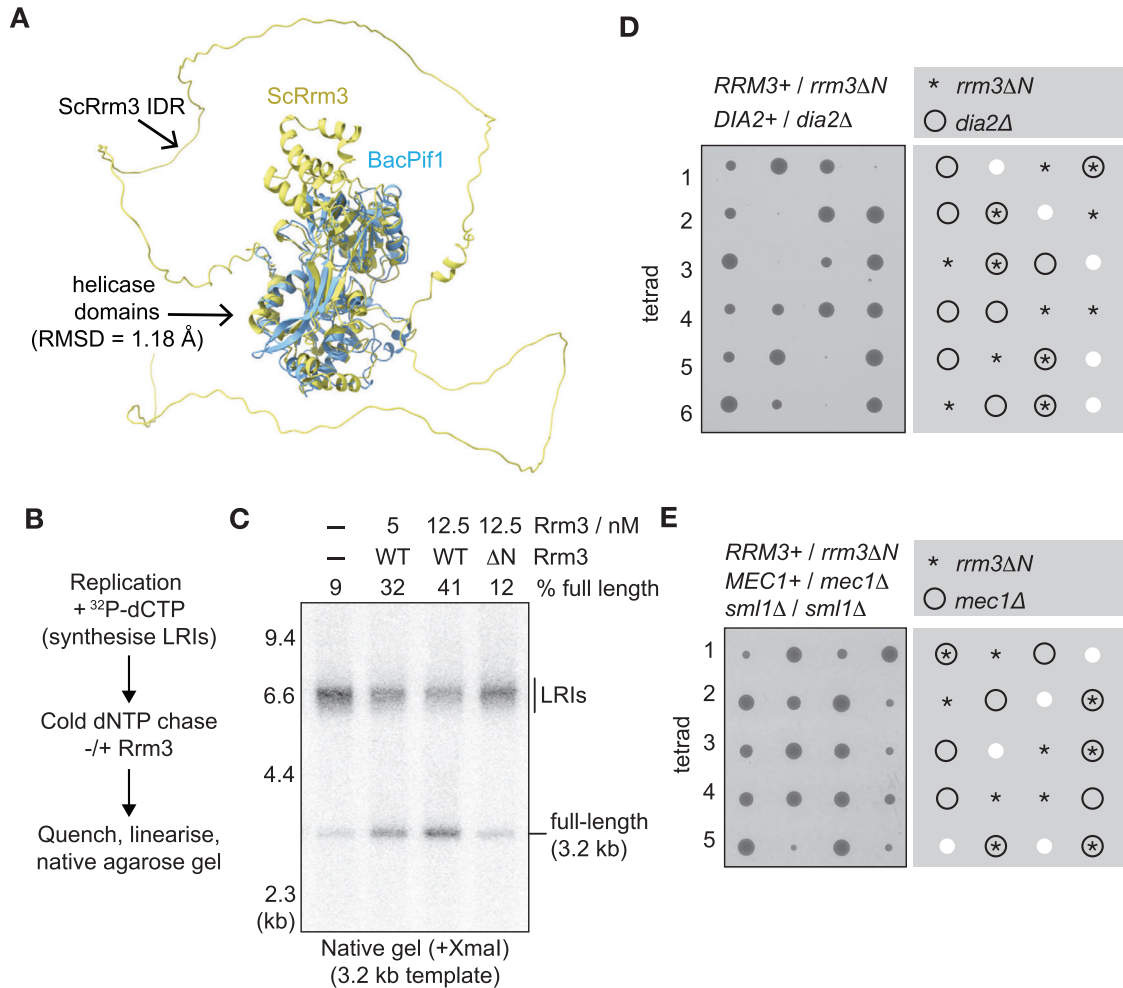 A
ScRrm3 IDR
ScRrm3
BacPif1
helicase
domains
(RMSD = 1.18 Å)
B
Replication
+ ³²P-dCTP
(synthesise LRIs)
Cold dNTP chase
-/+ Rrm3
Quench, linearise,
native agarose gel
C
– 5 12.5 12.5 Rrm3 / nM
– WT WT ΔN Rrm3
9 32 41 12 % full length
9.4
6.6
4.4
2.3
(kb)
LRIs
full-length
(3.2 kb)
Native gel (+XmaI)
(3.2 kb template)
D
RRM3+ / rrm3ΔN
DIA2+ / dia2Δ
* rrm3ΔN
dia2Δ
tetrad
1
2
3
4
5
6
* *
* *
* *
* *
* *
* *
E
RRM3+ / rrm3ΔN
MEC1+ / mec1Δ
sml1Δ / sml1Δ
* rrm3ΔN
mec1Δ
tetrad
1
2
3
4
5
* *
* *
* *
* *
* *